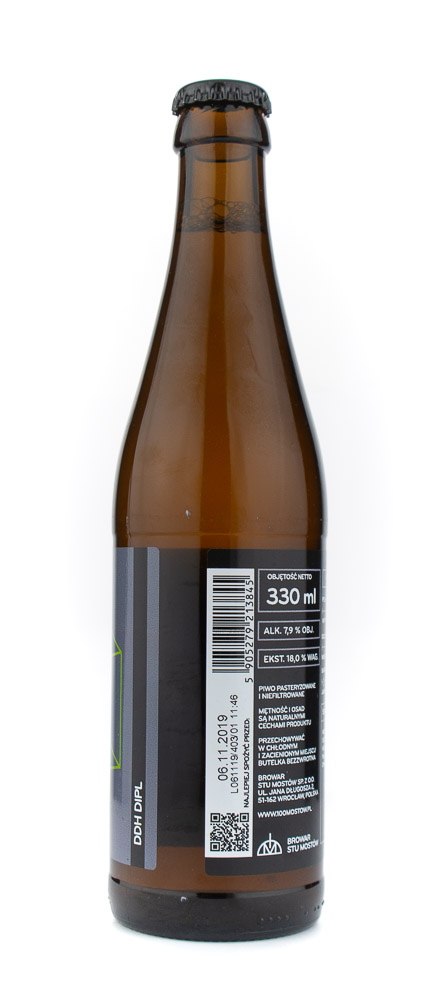 DDH DIPL
5 905279 213845
06.11.2019
L061119/403/01 11:46
NAJLEPIEJ SPOŻYĆ PRZED:
OBJĘTOŚĆ NETTO
330 ml
ALK. 7,9 % OBJ.
EKST. 18,0 % WAG.
PIWO PASTERYZOWANE
I NIEFILTROWANE
MĘTNOŚĆ I OSAD
SĄ NATURALNYMI
CECHAMI PRODUKTU
PRZECHOWYWAĆ
W CHŁODNYM
I ZACIENIONYM MIEJSCU
BUTELKA BEZZWROTNA
BROWAR
STU MOSTÓW SP. Z O.O.
UL. JANA DŁUGOSZA 2,
51-162 WROCŁAW, POLSKA
WWW.100MOSTOW.PL
BROWAR
STU MOSTÓW